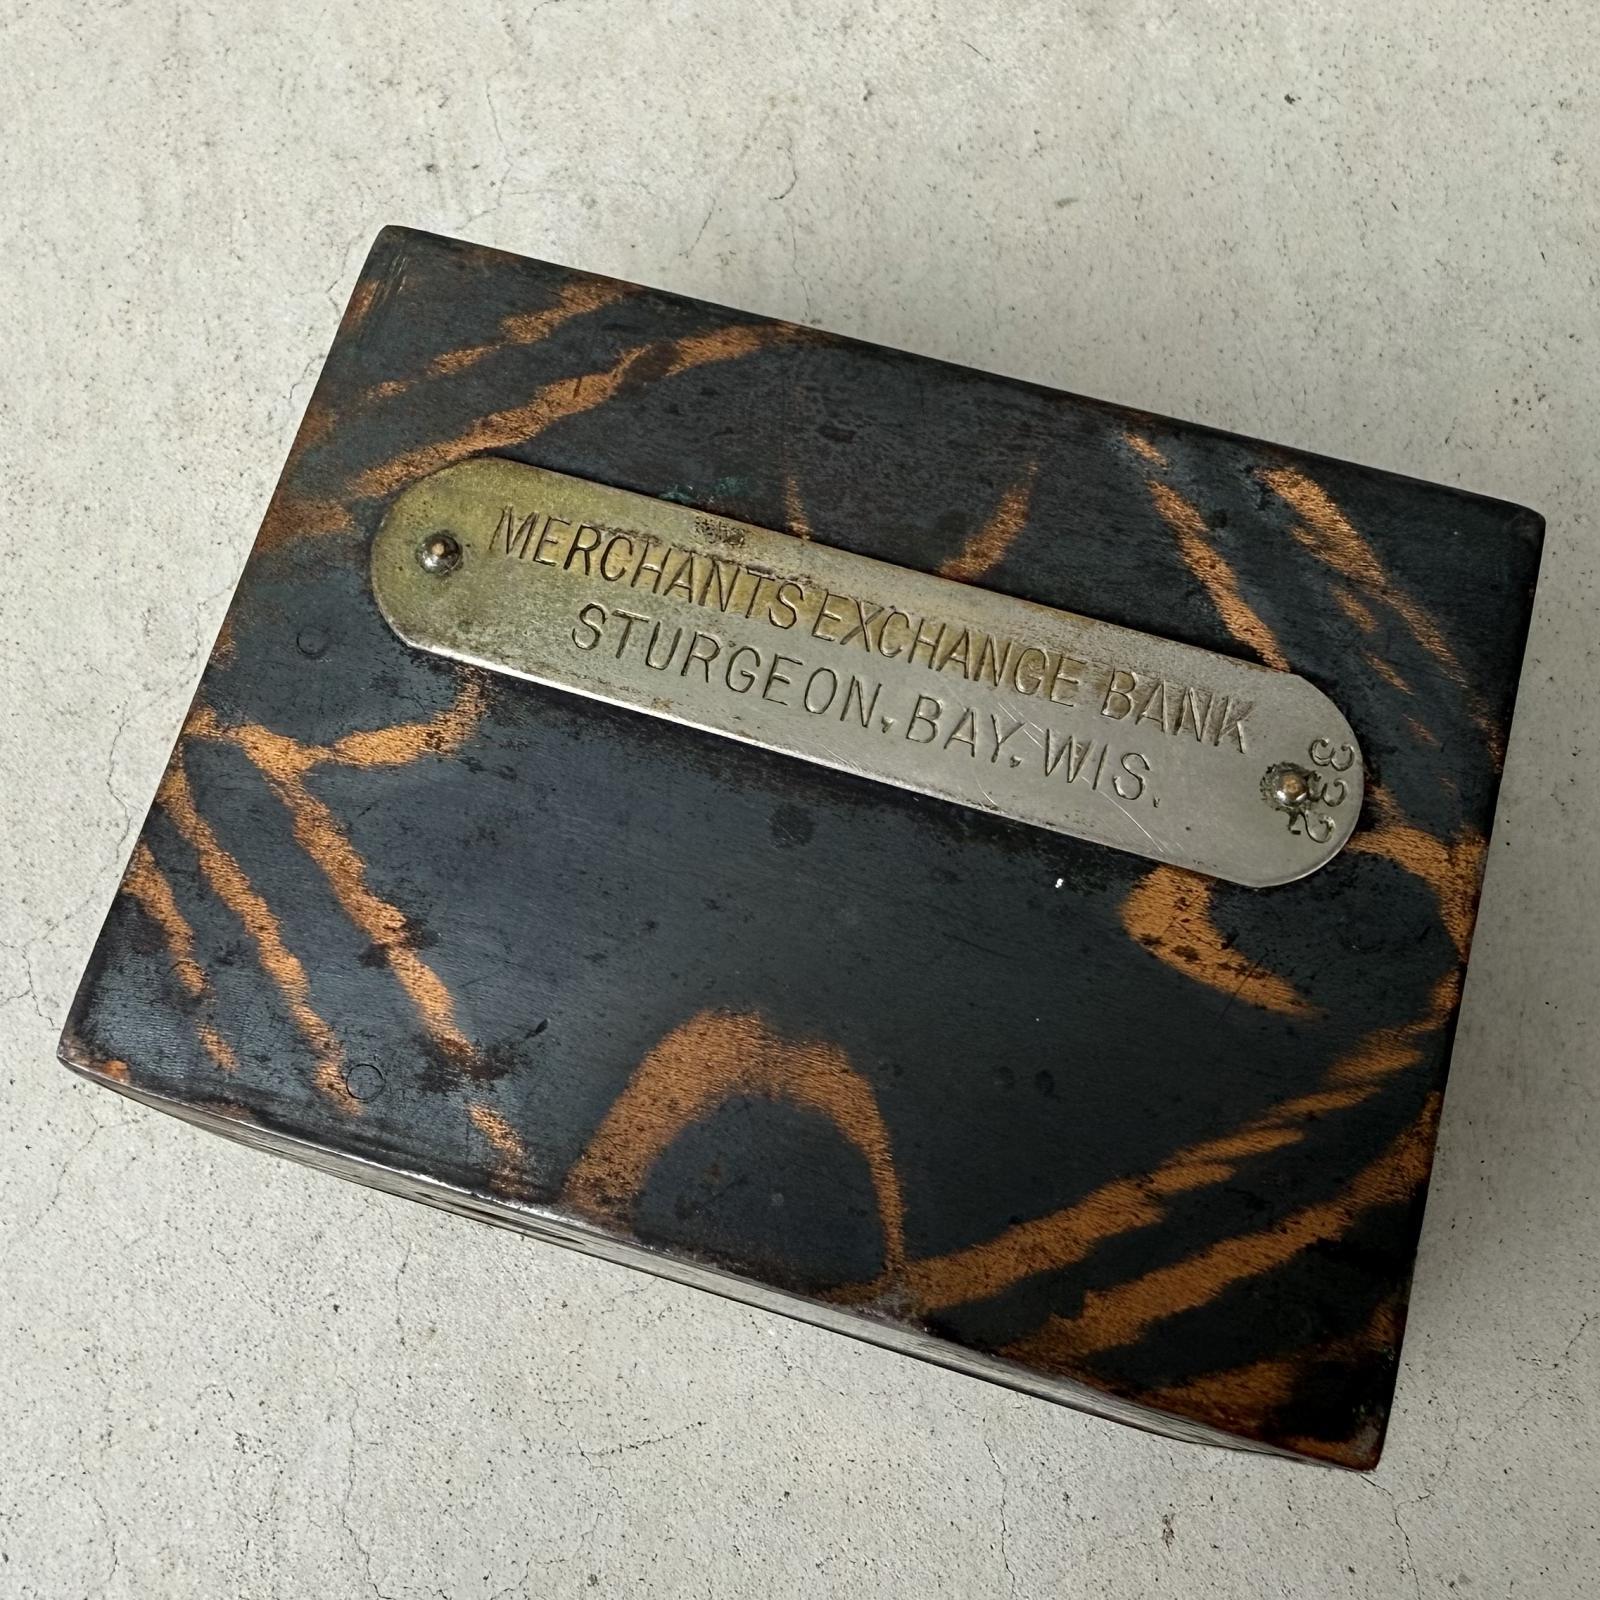 MERCHANTS EXCHANGE BANK
STURGEON, BAY, WIS.
332